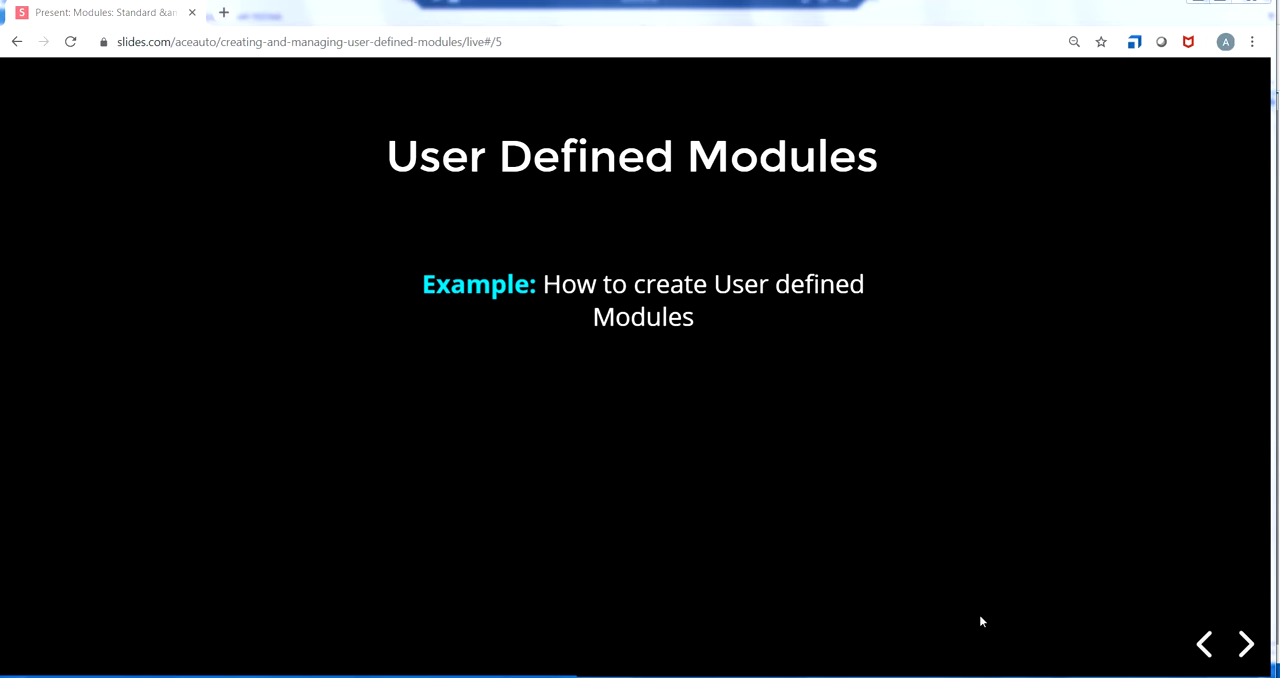 Present: Modules: Standard &an
slides.com/aceauto/creating-and-managing-user-defined-modules/live#/5
A
User Defined Modules
Example: How to create User defined
Modules